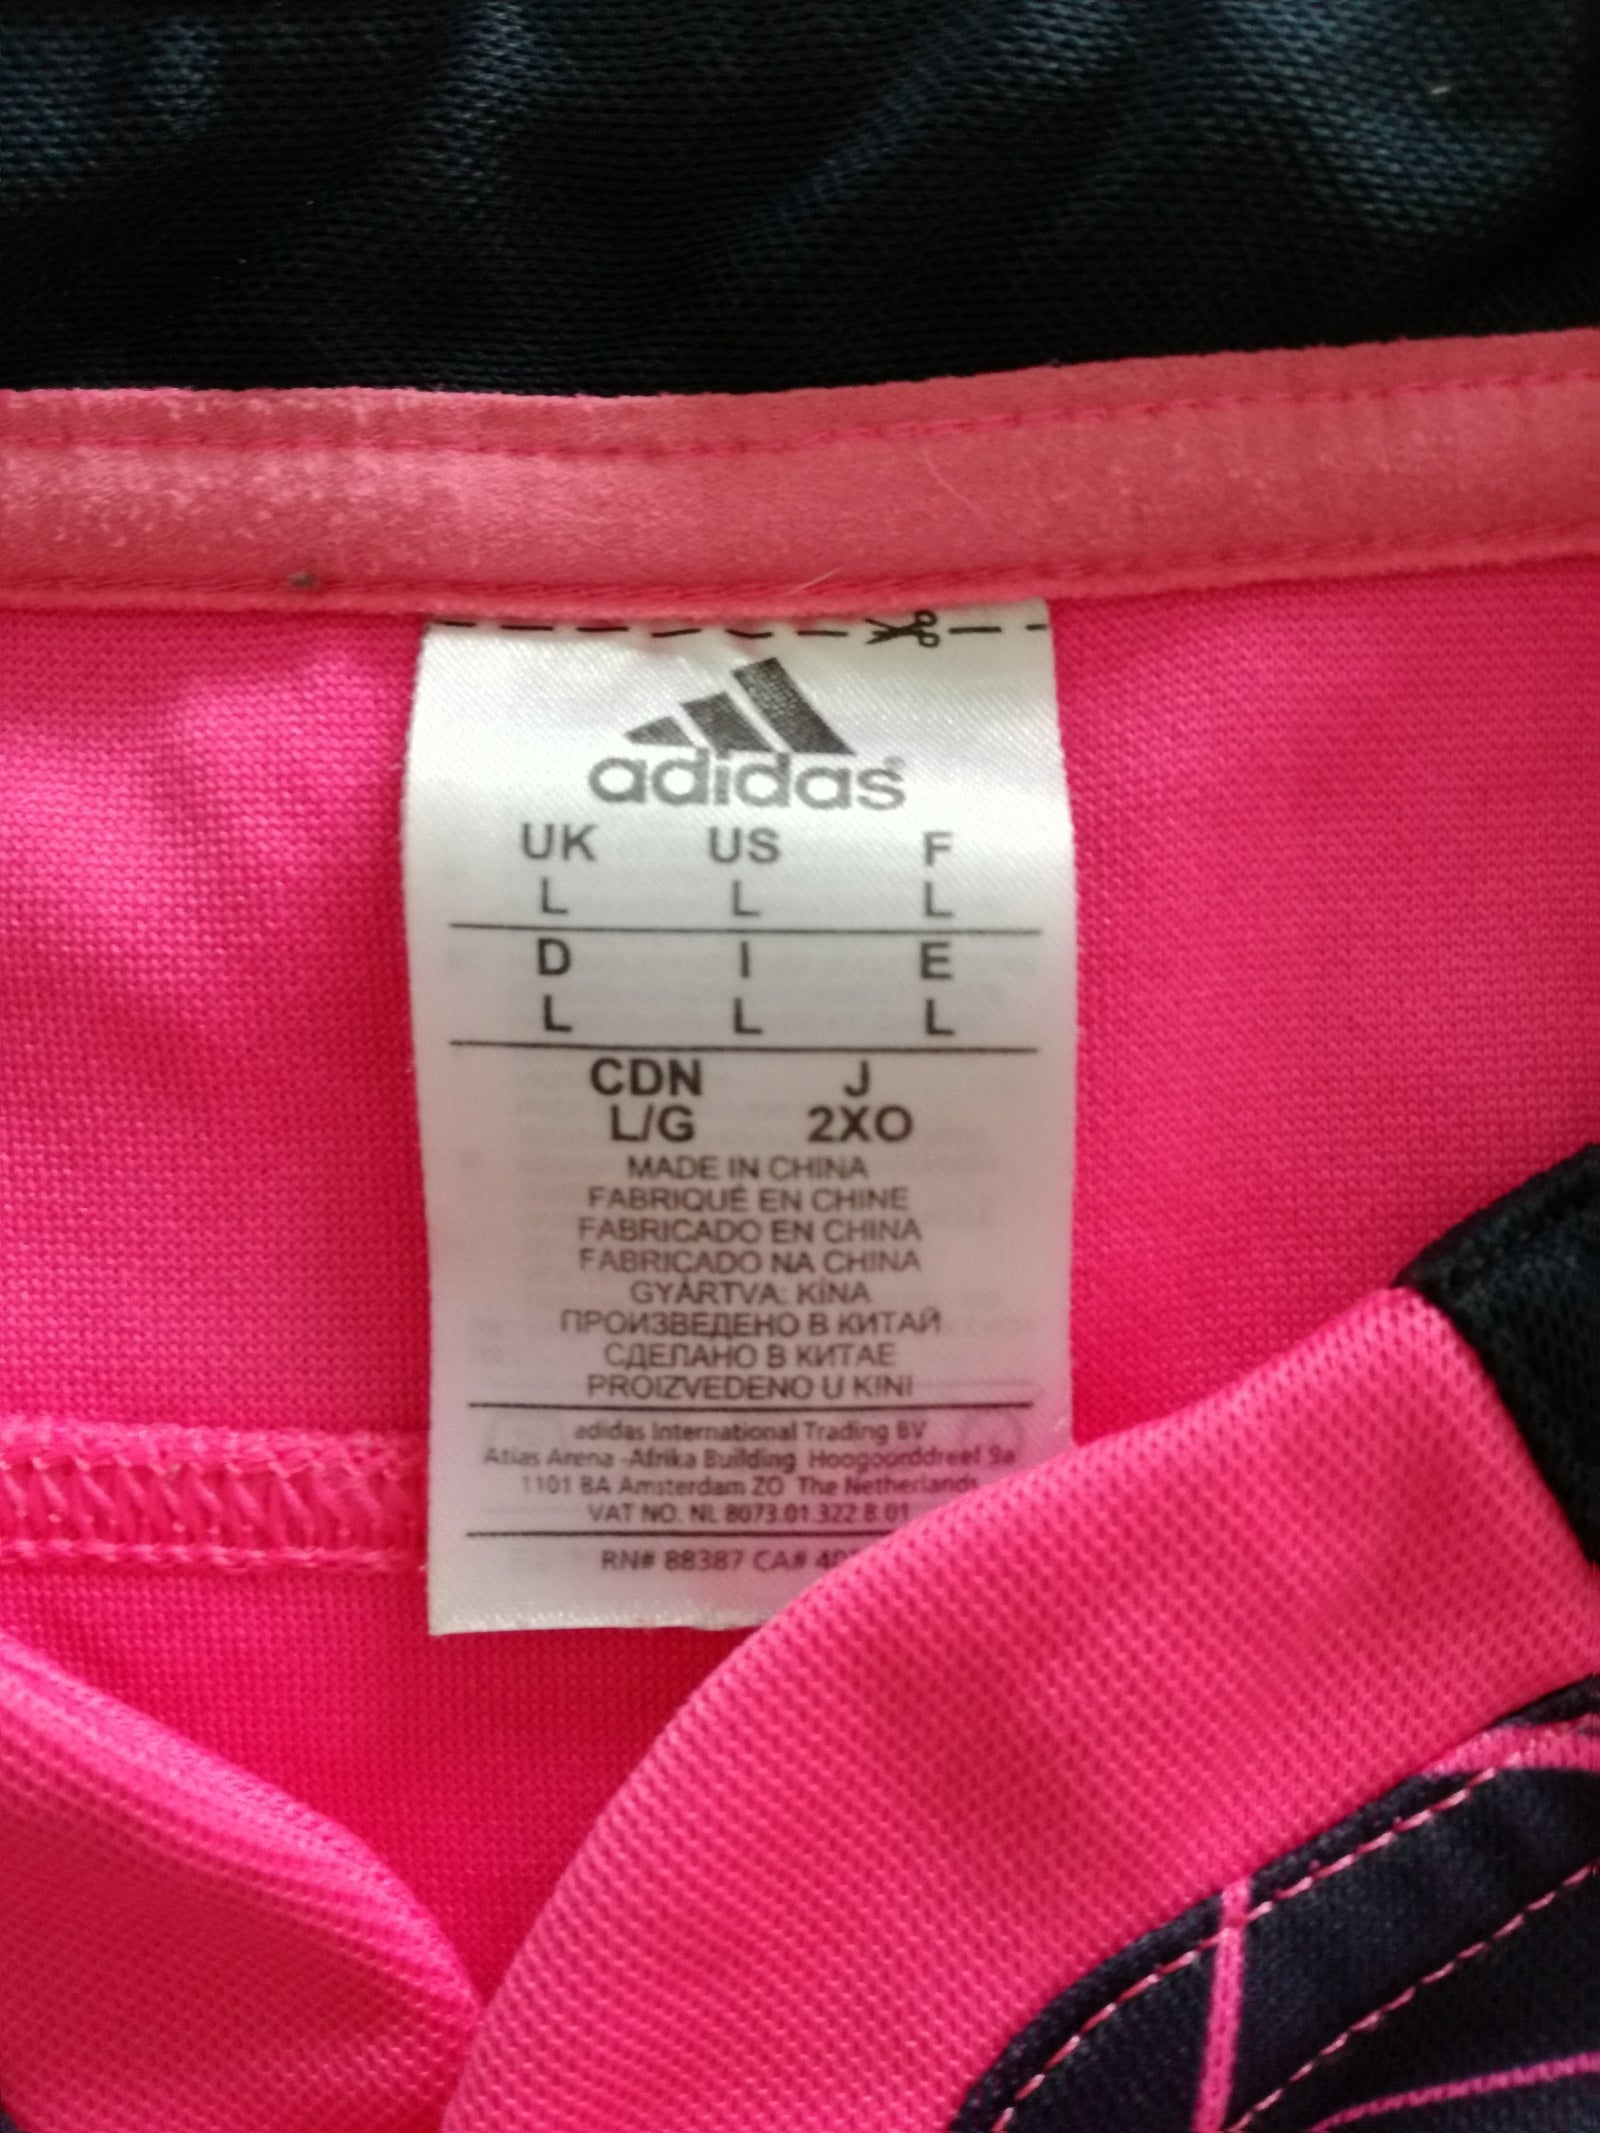 adidas®
UK US F
L L L
D I E
L L L
CDN J
L/G 2XO
MADE IN CHINA
FABRIQUÉ EN CHINE
FABRICADO EN CHINA
FABRICADO NA CHINA
GYÁRTVA: KÍNA
ПРОИЗВЕДЕНО В КИТАЙ
СДЕЛАНО В КИТАЕ
PROIZVEDENO U KINI
adidas International Trading BV
Atlas Arena -Afrika Building Hoogoorddreef 9a
1101 BA Amsterdam ZO The Netherlands
VAT NO. NL 8073.01.322.B.01
RN# 88387 CA#